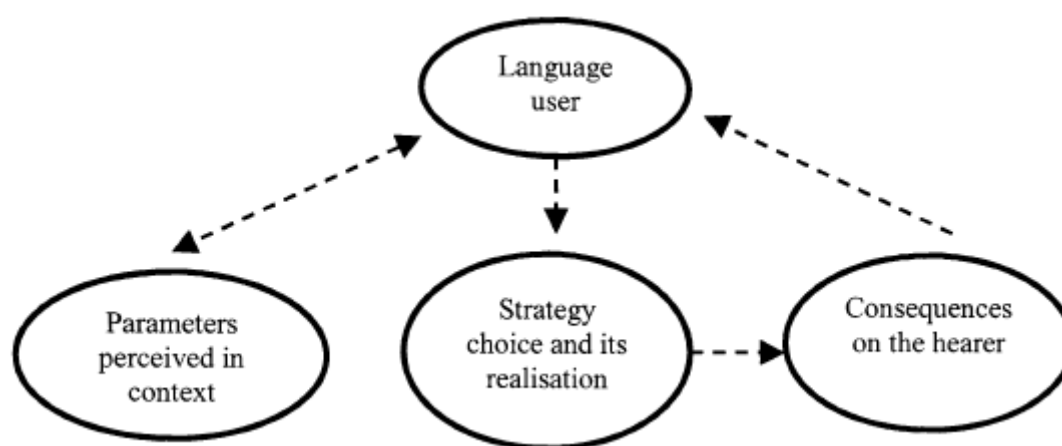 Language
user
Parameters
perceived in
context
Strategy
choice and its
realisation
Consequences
on the hearer